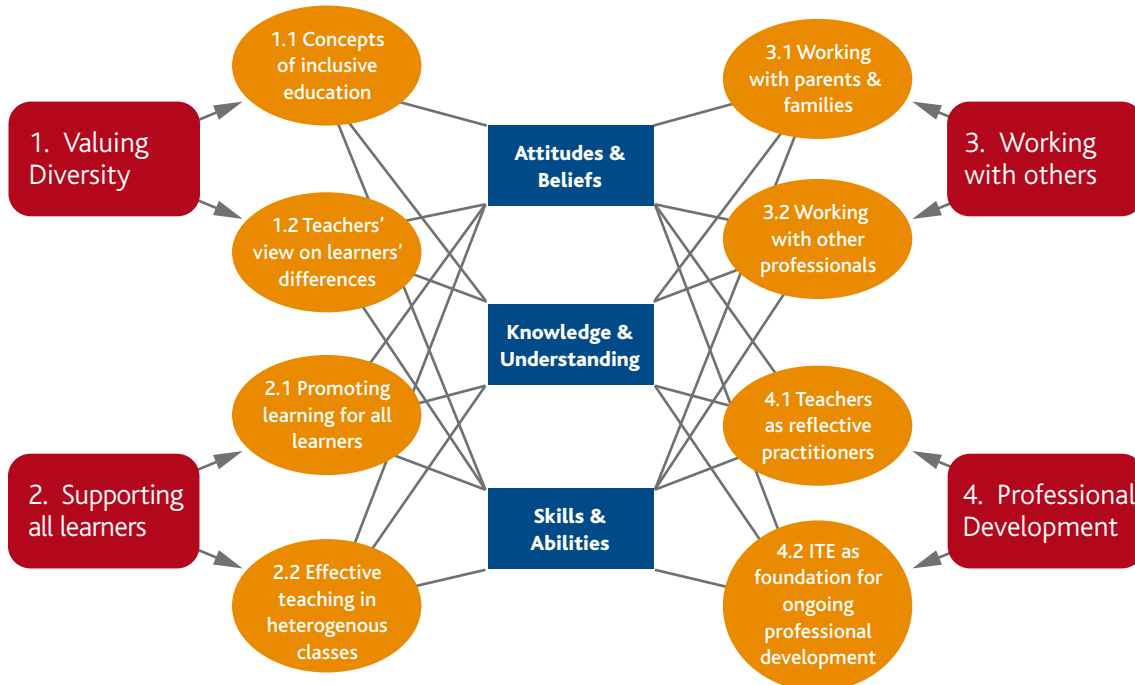 1. Valuing
Diversity
1.1 Concepts
of inclusive
education
1.2 Teachers'
view on learners'
differences
2. Supporting
all learners
2.1 Promoting
learning for all
learners
2.2 Effective
teaching in
heterogenous
classes
Attitudes &
Beliefs
Knowledge &
Understanding
Skills &
Abilities
3.1 Working
with parents &
families
3.2 Working
with other
professionals
3. Working
with others
4.1 Teachers
as reflective
practitioners
4.2 ITE as
foundation for
ongoing
professional
development
4. Professional
Development